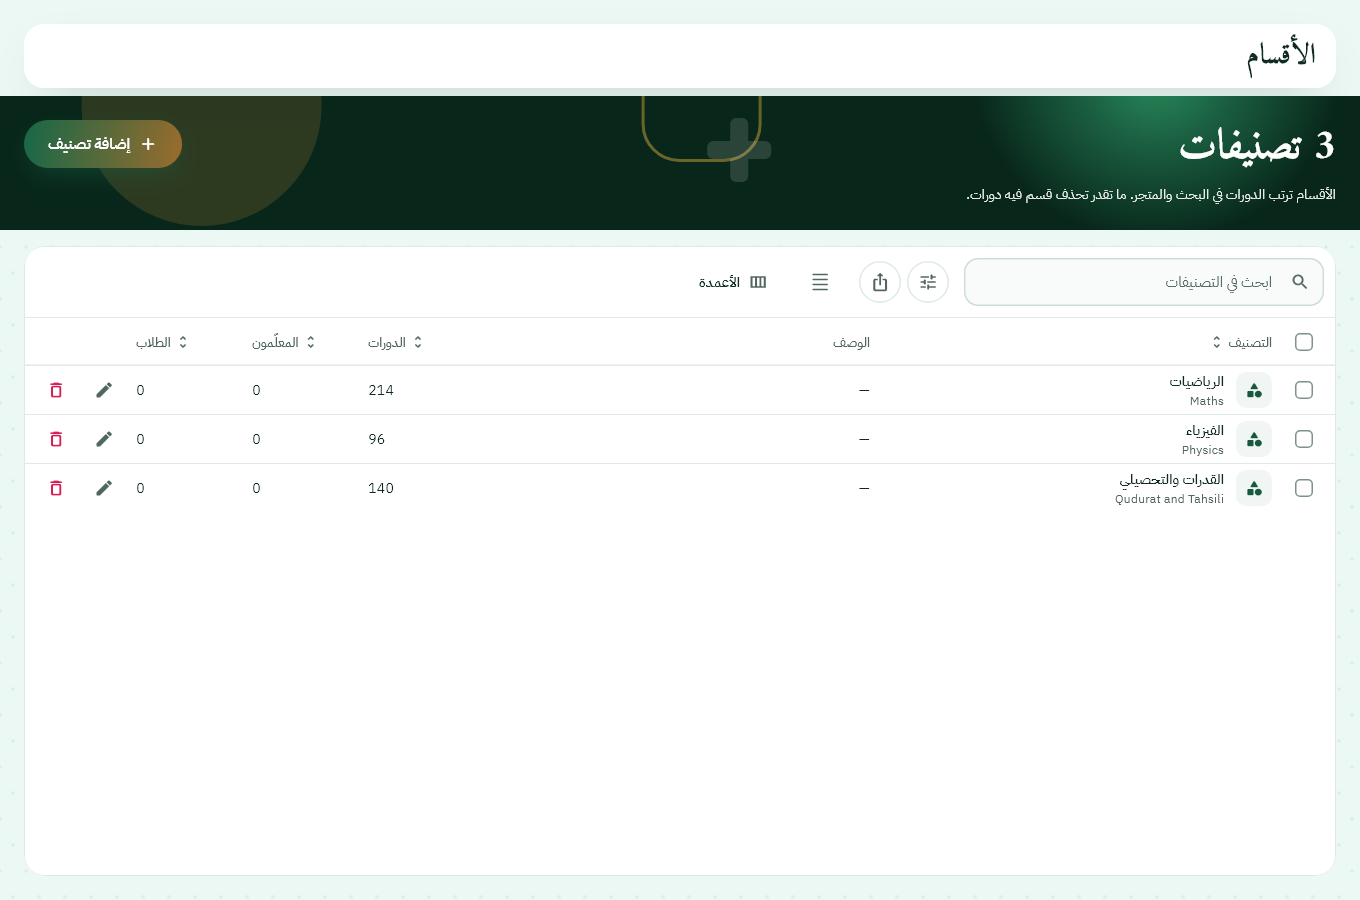 الأقسام
3 تصنيفات
إضافة تصنيف
الأقسام ترتب الدورات في البحث والمتجر. ما تقدر تحذف قسم فيه دورات.
ابحث في التصنيفات
الأعمدة
التصنيف الوصف الدورات المعلّمون الطلاب
الرياضيات — 214 0 0
Maths
الفيزياء — 96 0 0
Physics
القدرات والتحصيلي — 140 0 0
Qudurat and Tahsili